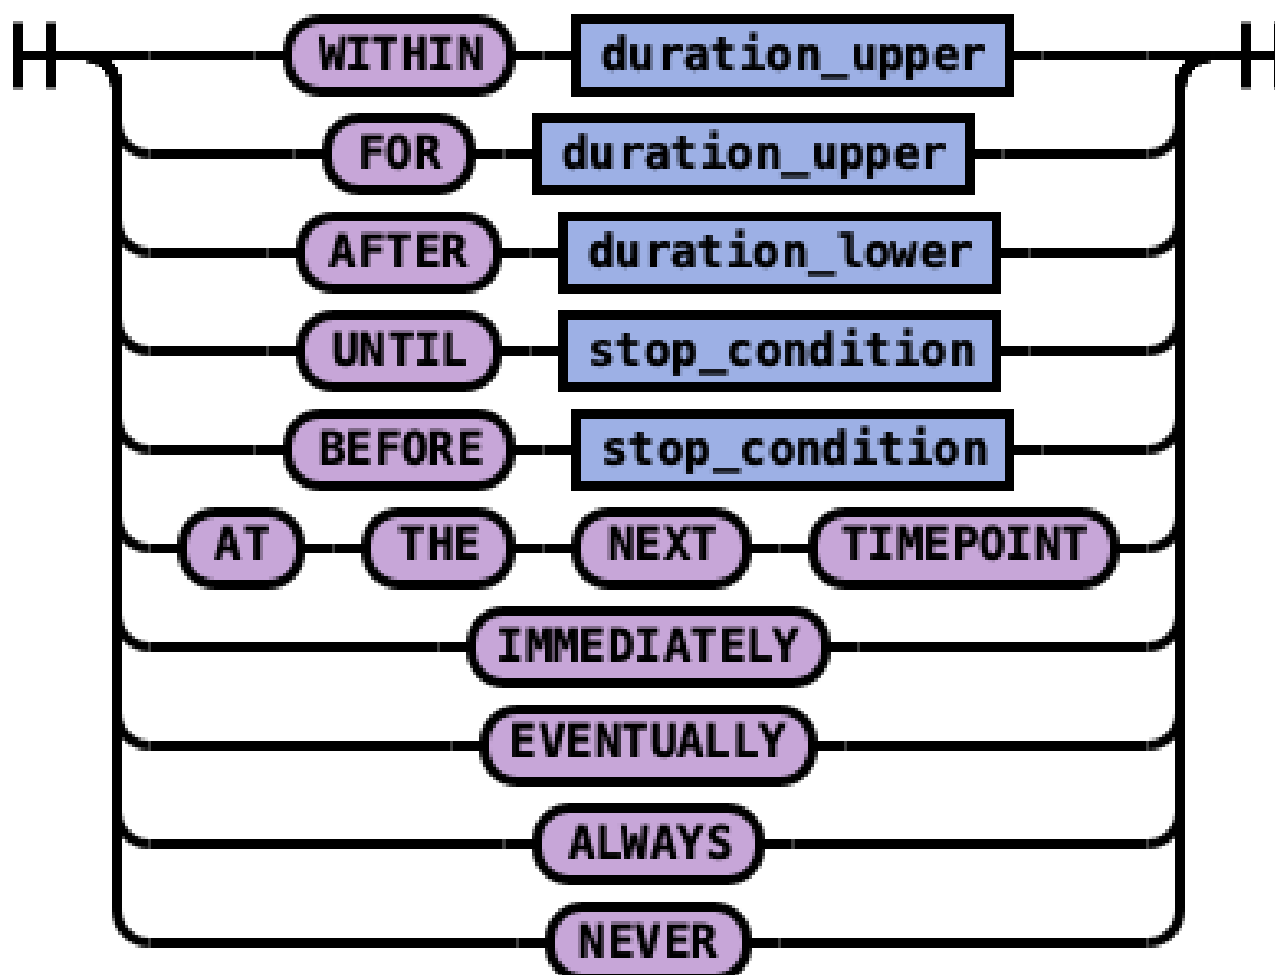 WITHIN duration_upper
FOR duration_upper
AFTER duration_lower
UNTIL stop_condition
BEFORE stop_condition
AT THE NEXT TIMEPOINT
IMMEDIATELY
EVENTUALLY
ALWAYS
NEVER